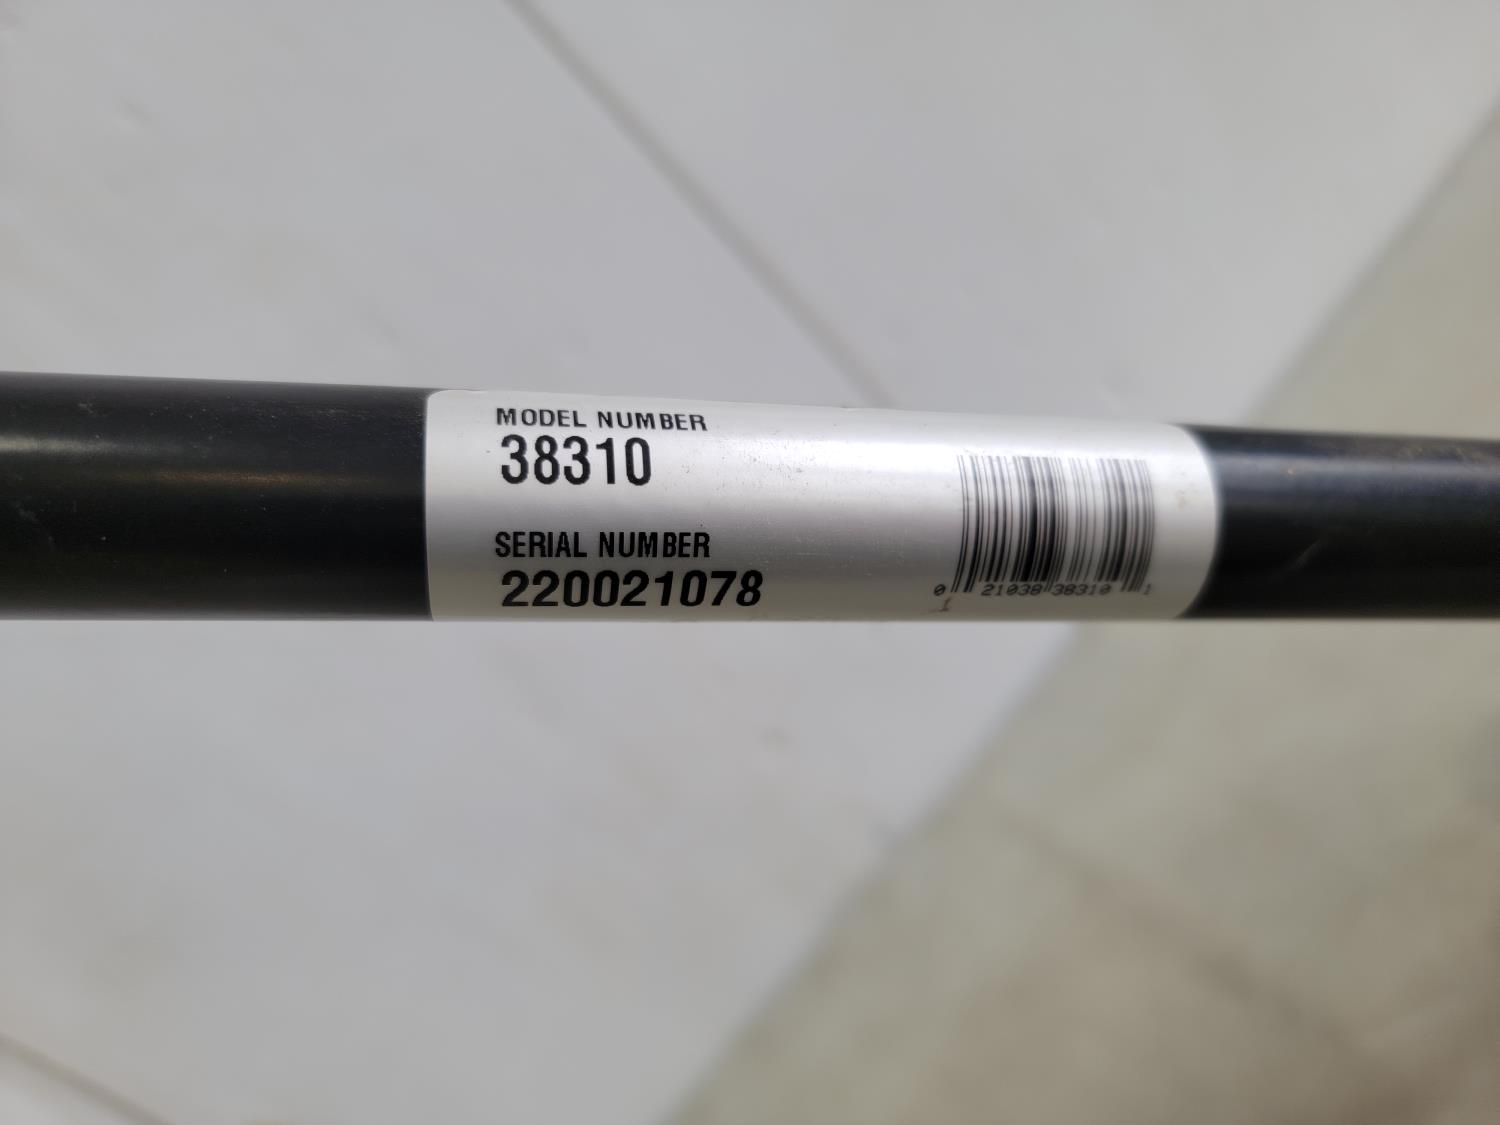 MODEL NUMBER
38310
SERIAL NUMBER
220021078
0 21038 38310 1